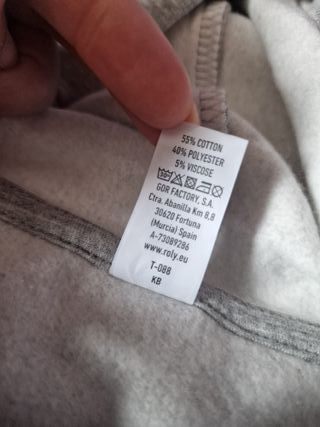 55% COTTON
40% POLYESTER
5% VISCOSE
GOR FACTORY, S.A.
Ctra. Abanilla Km 8,8
30620 Fortuna
(Murcia) Spain
A-73089286
www.roly.eu
T-088
KB